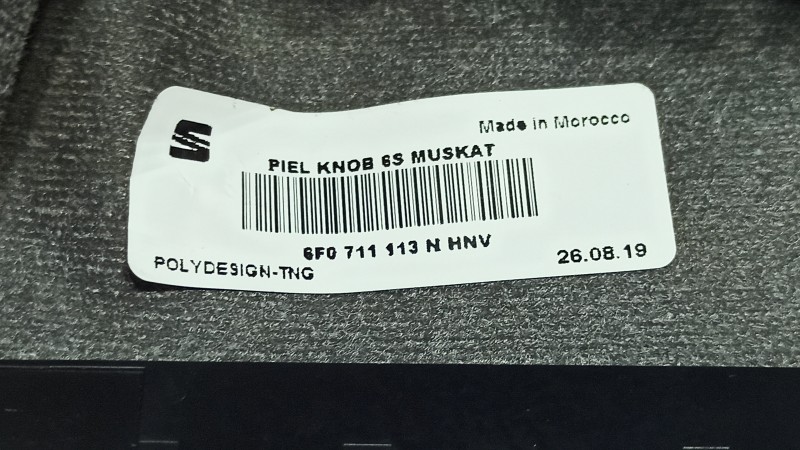 Made in Morocco
PIEL KNOB 6S MUSKAT
6F0 711 113 N HNV
POLYDESIGN-TNG
26.08.19